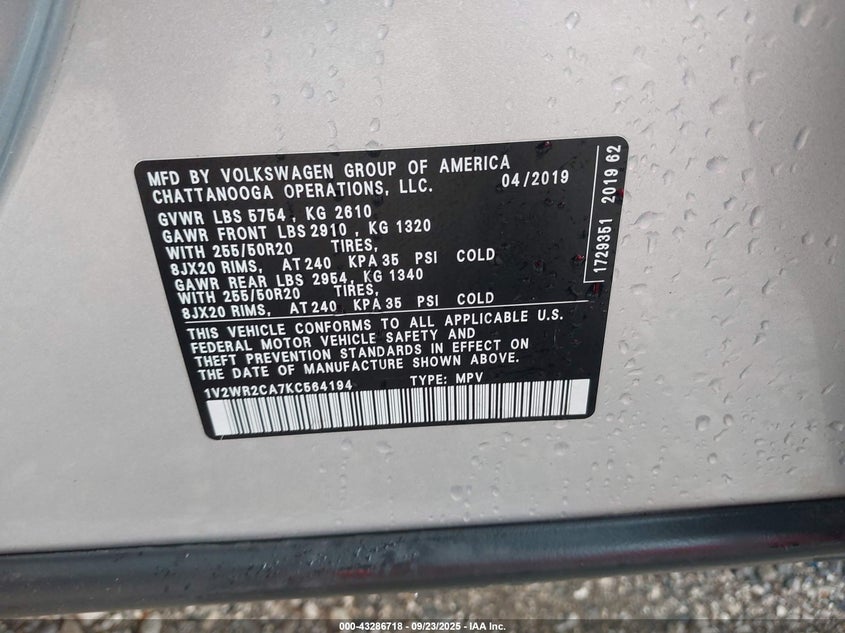 MFD BY VOLKSWAGEN GROUP OF AMERICA
CHATTANOOGA OPERATIONS, LLC. 04/2019
GVWR LBS 5754 , KG 2610
GAWR FRONT LBS 2910 , KG 1320
WITH 255/50R20 TIRES,
8JX20 RIMS, AT 240 KPA 35 PSI COLD
GAWR REAR LBS 2954, KG 1340
WITH 255/50R20 TIRES,
8JX20 RIMS, AT 240 KPA 35 PSI COLD
THIS VEHICLE CONFORMS TO ALL APPLICABLE U.S.
FEDERAL MOTOR VEHICLE SAFETY AND
THEFT PREVENTION STANDARDS IN EFFECT ON
THE DATE OF MANUFACTURE SHOWN ABOVE.
1V2WR2CA7KC564194 TYPE: MPV
1729351 2019 62
000-43286718 - 09/23/2025 - IAA Inc.